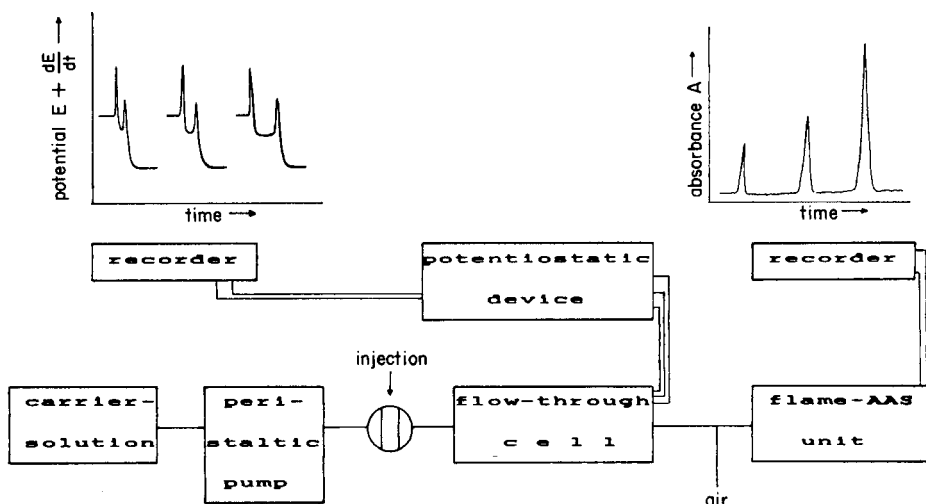 potential E + dE/dt →
time →
absorbance A →
time →
recorder
potentiostatic
device
recorder
injection
carrier-
solution
peri-
staltic
pump
flow-through
cell
flame-AAS
unit
air